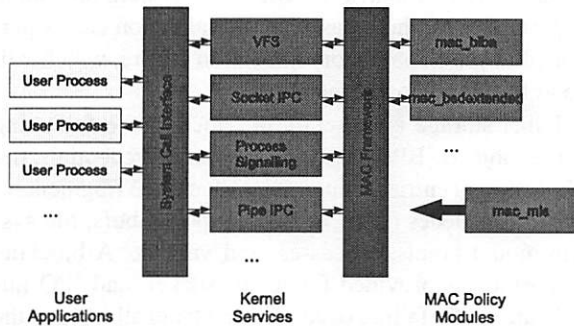 User Process
User Process
User Process
...
System Call Interface
VFS
Socket IPC
Process
Signalling
Pipe IPC
...
MAC Framework
mac_biba
mac_bsdextended
...
mac_mls
User
Applications
Kernel
Services
MAC Policy
Modules